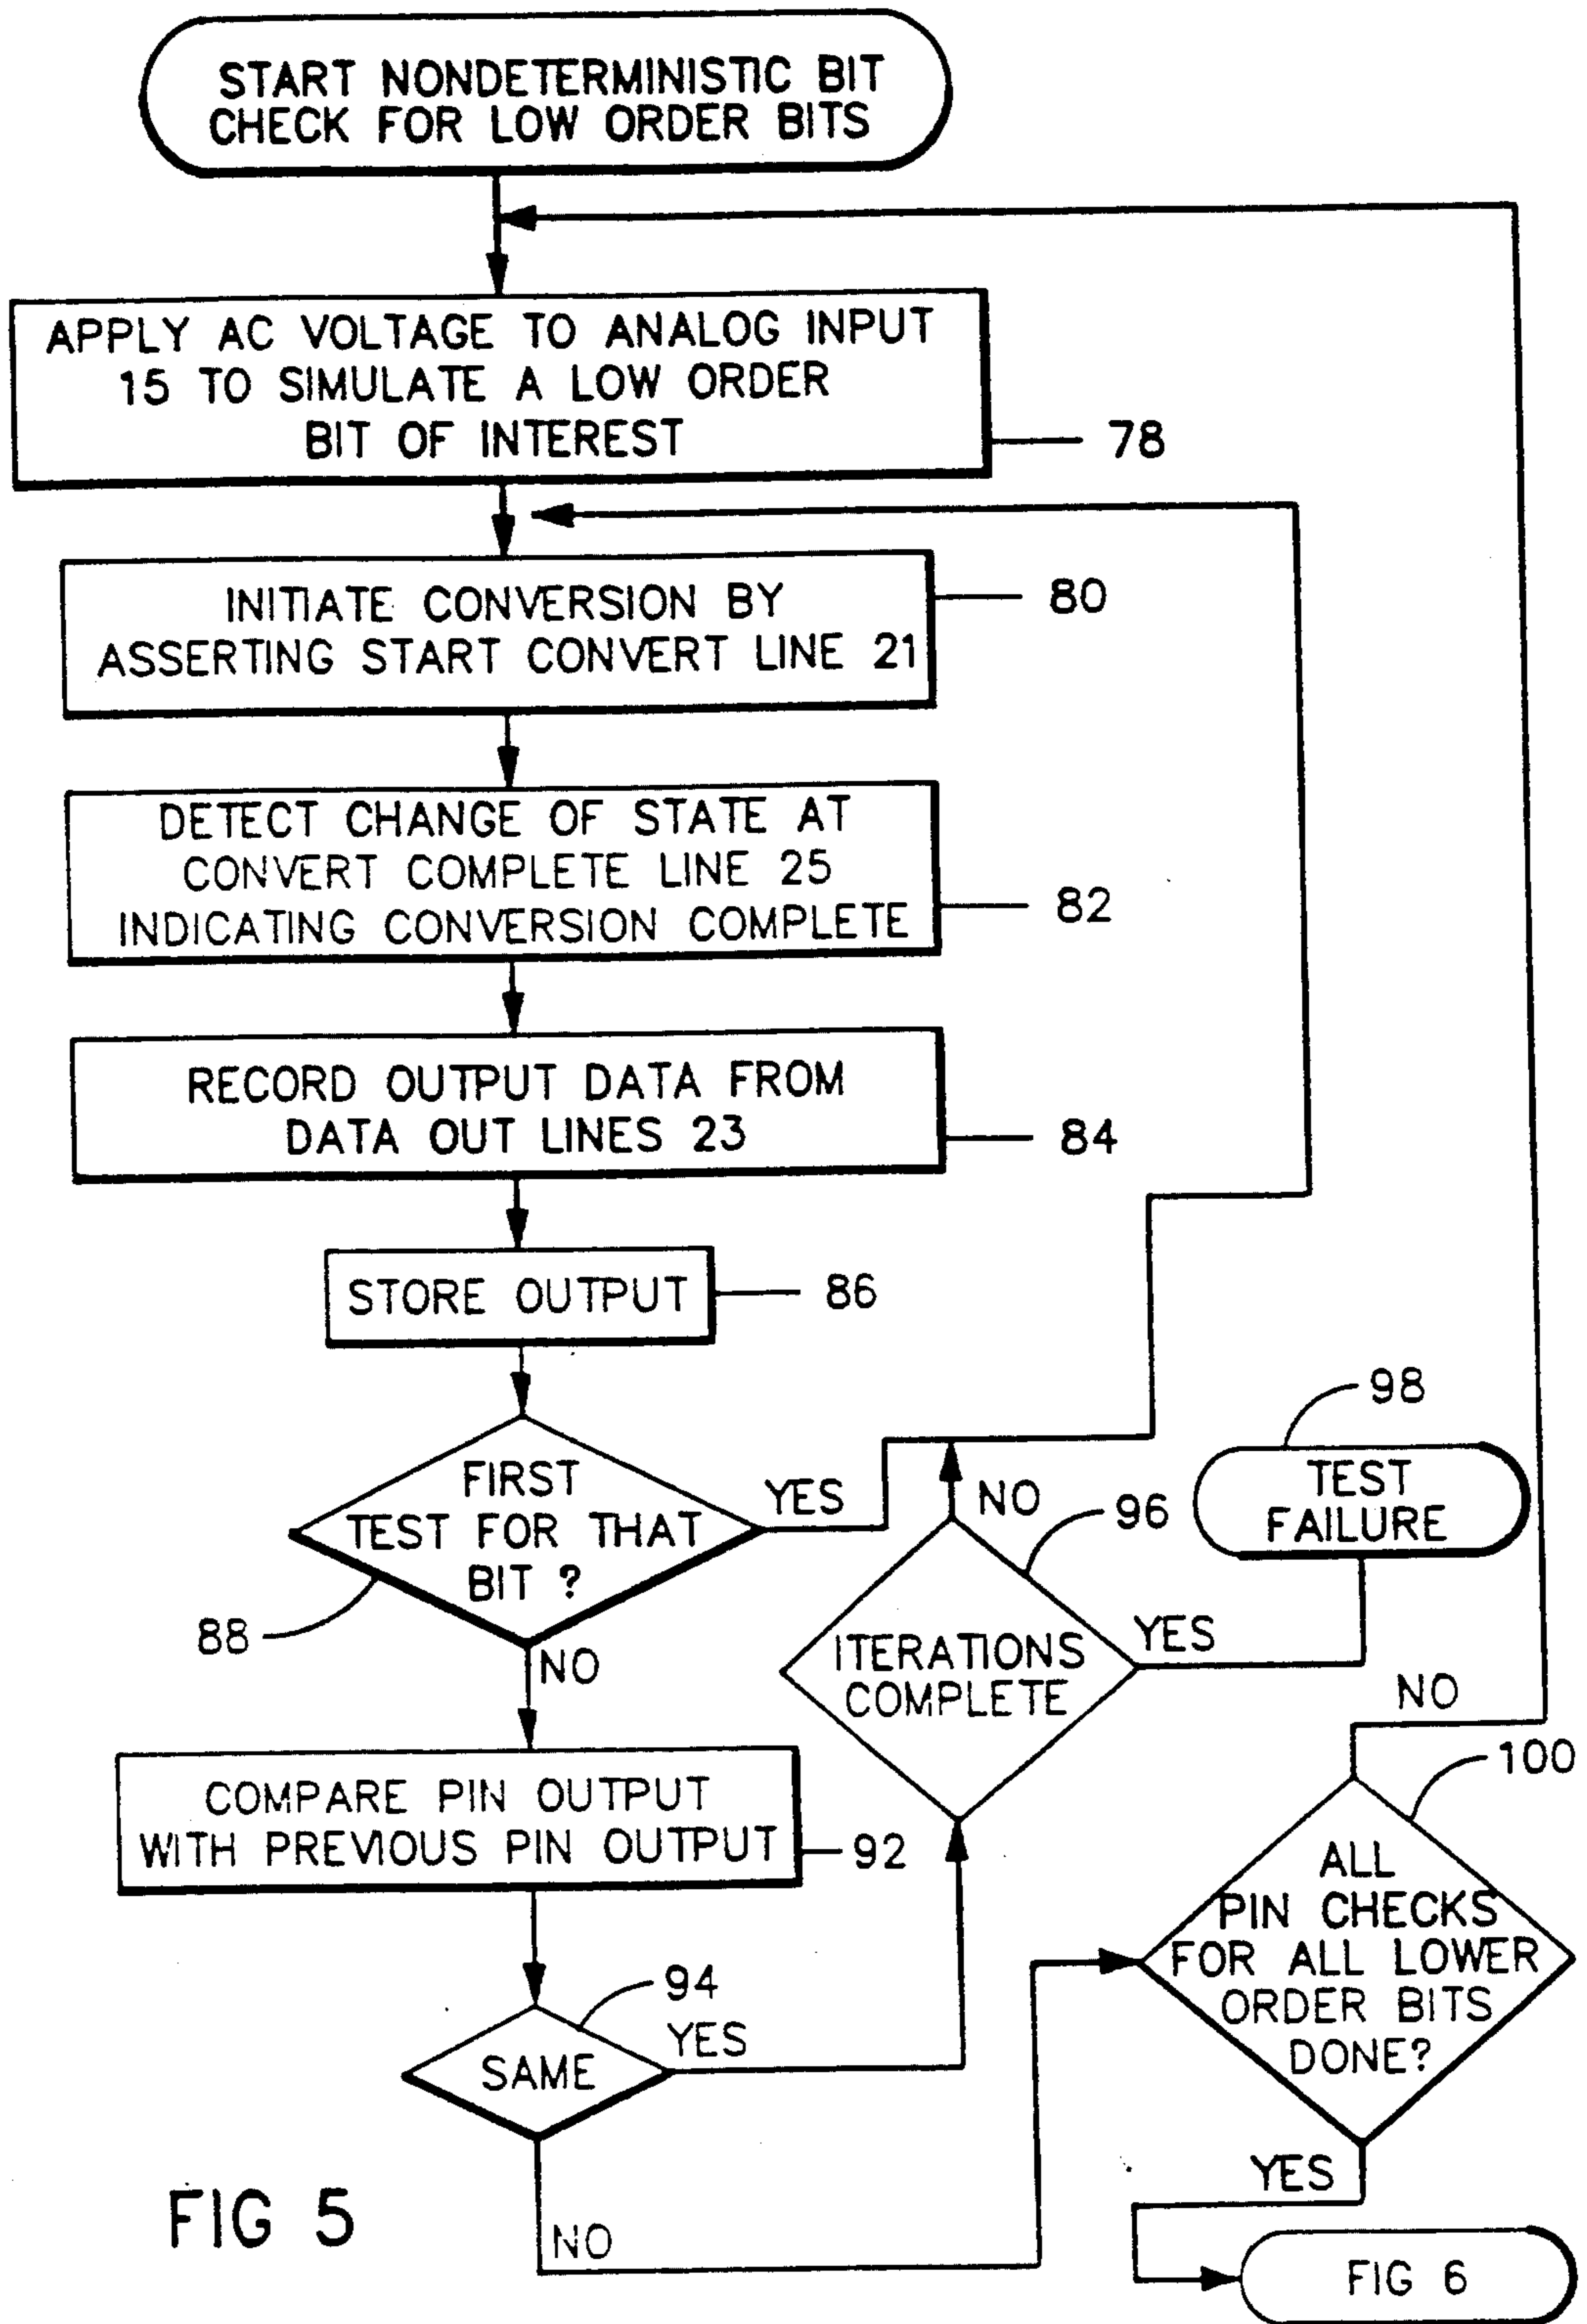 START NONDETERMINISTIC BIT
CHECK FOR LOW ORDER BITS
APPLY AC VOLTAGE TO ANALOG INPUT
15 TO SIMULATE A LOW ORDER
BIT OF INTEREST
78
INITIATE CONVERSION BY
ASSERTING START CONVERT LINE 21
80
DETECT CHANGE OF STATE AT
CONVERT COMPLETE LINE 25
INDICATING CONVERSION COMPLETE
82
RECORD OUTPUT DATA FROM
DATA OUT LINES 23
84
STORE OUTPUT
86
FIRST
TEST FOR THAT
BIT ?
YES
88
NO
98
TEST
FAILURE
NO
96
ITERATIONS
COMPLETE
YES
COMPARE PIN OUTPUT
WITH PREVIOUS PIN OUTPUT
92
94
SAME
YES
NO
NO
100
ALL
PIN CHECKS
FOR ALL LOWER
ORDER BITS
DONE?
YES
FIG 6
FIG 5